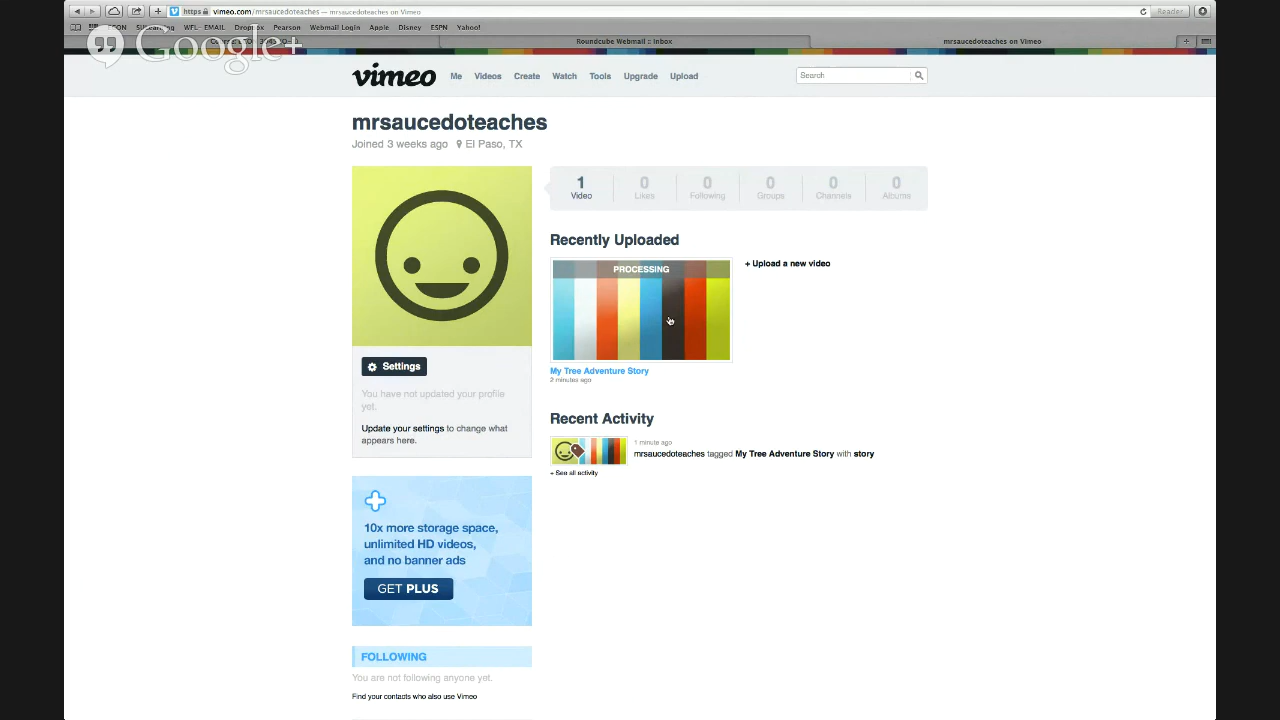 https vimeo.com/mrsaucedoteaches — mrsaucedoteaches on Vimeo
Reader
WFL- EMAIL Dropbox Pearson Webmail Login Apple Disney ESPN Yahoo!
Google+
Roundcube Webmail :: Inbox
mrsaucedoteaches on Vimeo
vimeo Me Videos Create Watch Tools Upgrade Upload
Search
mrsaucedoteaches
Joined 3 weeks ago El Paso, TX
1 0 0 0 0 0
Video Likes Following Groups Channels Albums
Recently Uploaded
PROCESSING
+ Upload a new video
My Tree Adventure Story
2 minutes ago
Settings
You have not updated your profile
yet.
Update your settings to change what
appears here.
Recent Activity
1 minute ago
mrsaucedoteaches tagged My Tree Adventure Story with story
+ See all activity
10x more storage space,
unlimited HD videos,
and no banner ads
GET PLUS
FOLLOWING
You are not following anyone yet.
Find your contacts who also use Vimeo